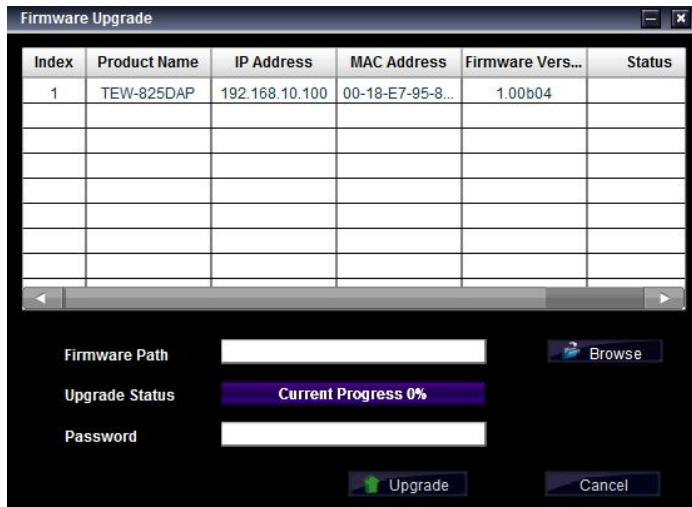 Firmware Upgrade
Index Product Name IP Address MAC Address Firmware Vers... Status
1 TEW-825DAP 192.168.10.100 00-18-E7-95-8... 1.00b04
Firmware Path Browse
Upgrade Status Current Progress 0%
Password
Upgrade Cancel